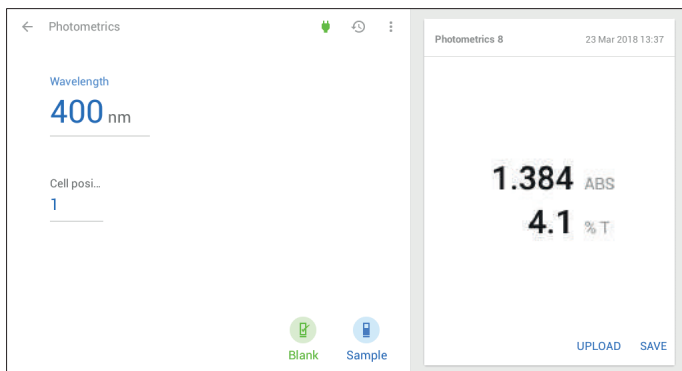 Photometrics
Wavelength
400 nm
Cell posi...
1
Blank
Sample
Photometrics 8
23 Mar 2018 13:37
1.384 ABS
4.1 % T
UPLOAD
SAVE